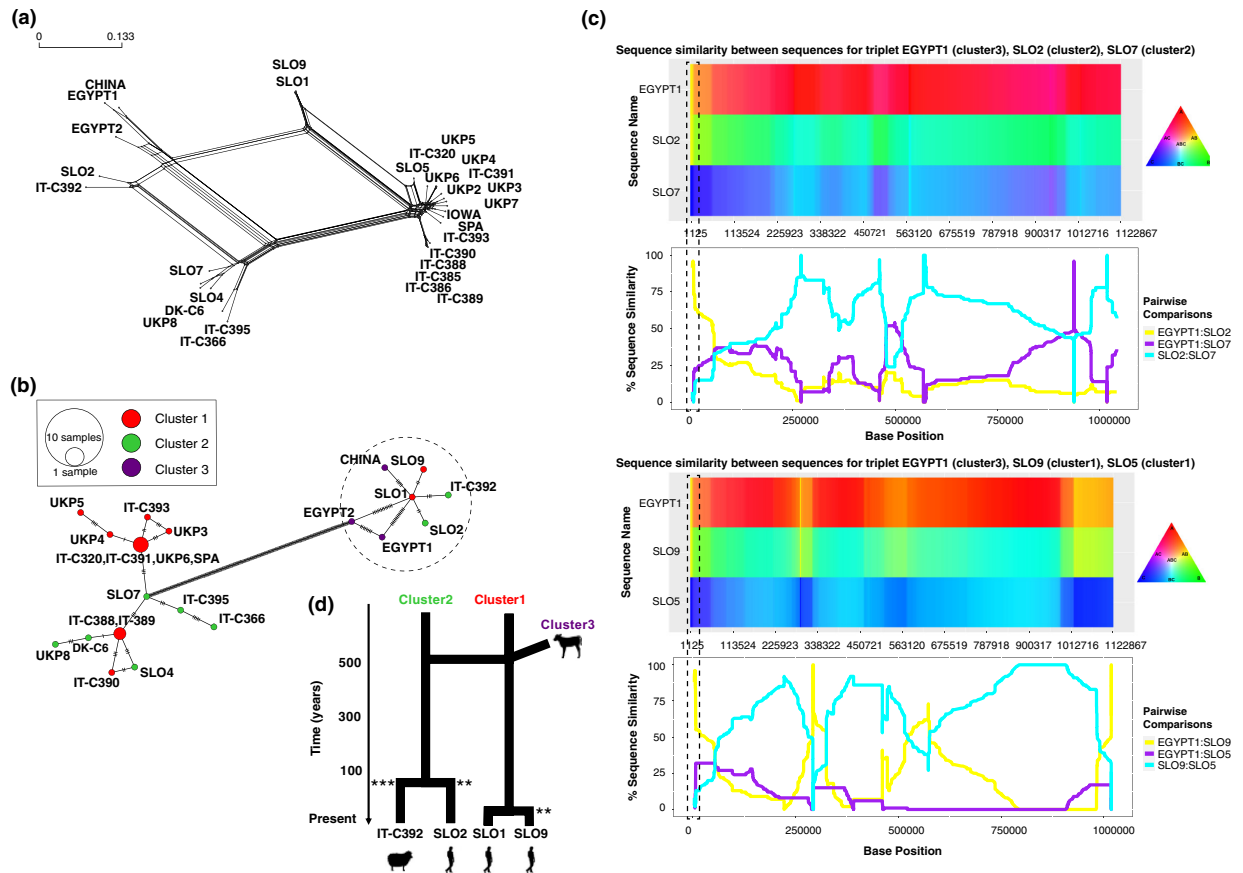 (a)
0
0.133
CHINA
EGYPT1
EGYPT2
SLO2
IT-C392
SLO9
SLO1
UKP5
IT-C320
UKP4
SLO5
IT-C391
UKP6
UKP3
UKP2
UKP7
IOWA
SPA
IT-C393
IT-C390
IT-C388
IT-C385
IT-C386
IT-C389
SLO7
SLO4
DK-C6
UKP8
IT-C395
IT-C366
(b)
10 samples
1 sample
Cluster 1
Cluster 2
Cluster 3
CHINA
SLO9
SLO1
IT-C392
EGYPT2
SLO2
EGYPT1
UKP5
IT-C393
UKP4
UKP3
IT-C320,IT-C391,UKP6,SPA
SLO7
IT-C395
IT-C366
IT-C388,IT-389
DK-C6
UKP8
SLO4
IT-C390
(c)
Sequence similarity between sequences for triplet EGYPT1 (cluster3), SLO2 (cluster2), SLO7 (cluster2)
Sequence Name
EGYPT1
SLO2
SLO7
A
AC
AB
ABC
BC
B
1125 113524 225923 338322 450721 563120 675519 787918 900317 1012716 1122867
% Sequence Similarity
100
75
50
25
0
0 250000 500000 750000 1000000
Base Position
Pairwise
Comparisons
EGYPT1:SLO2
EGYPT1:SLO7
SLO2:SLO7
Sequence similarity between sequences for triplet EGYPT1 (cluster3), SLO9 (cluster1), SLO5 (cluster1)
Sequence Name
EGYPT1
SLO9
SLO5
A
AC
AB
ABC
BC
B
1125 113524 225923 338322 450721 563120 675519 787918 900317 1012716 1122867
% Sequence Similarity
100
75
50
25
0
0 250000 500000 750000 1000000
Base Position
Pairwise
Comparisons
EGYPT1:SLO9
EGYPT1:SLO5
SLO9:SLO5
(d)
Cluster2
Cluster1
Cluster3
Time (years)
500
300
100
Present
***
**
**
IT-C392
SLO2
SLO1
SLO9